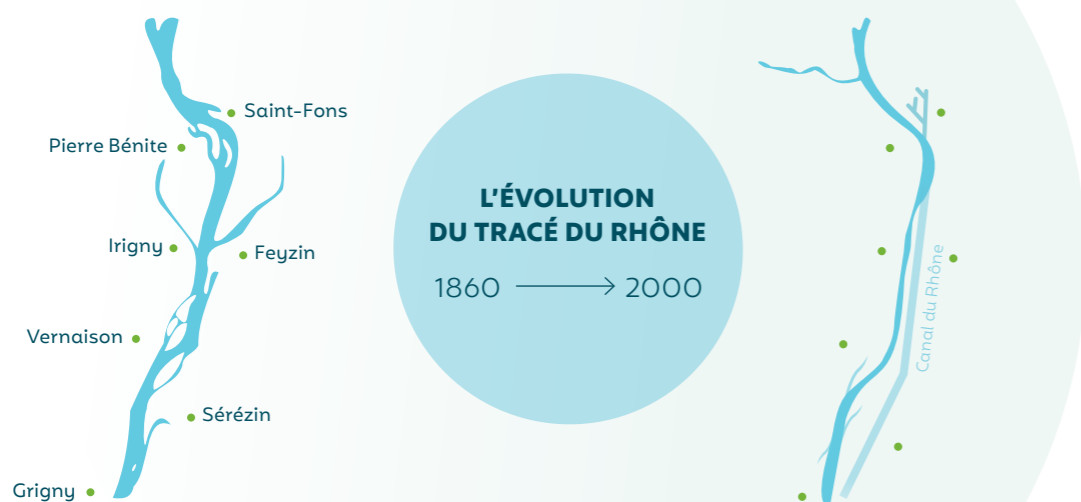 Saint-Fons
Pierre Bénite
Irigny
Feyzin
Vernaison
Sérézin
Grigny
L'ÉVOLUTION
DU TRACÉ DU RHÔNE
1860 → 2000
Canal du Rhône